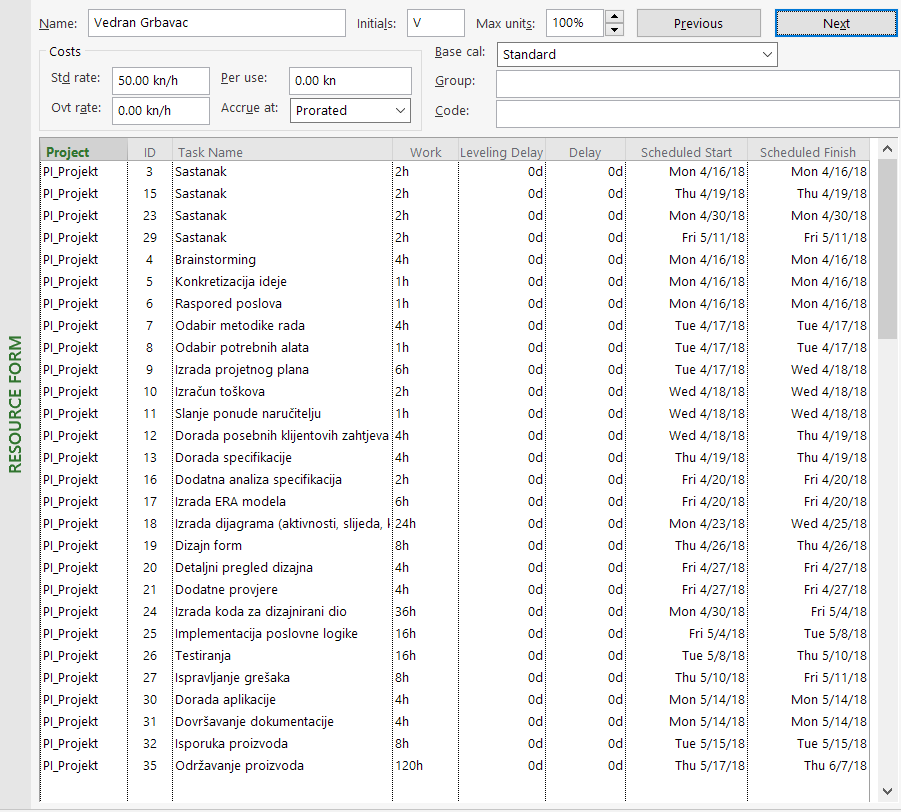 Name: Vedran Grbavac Initials: V Max units: 100% Previous Next
Costs
Std rate: 50.00 kn/h Per use: 0.00 kn
Ovt rate: 0.00 kn/h Accrue at: Prorated
Base cal: Standard
Group:
Code:
RESOURCE FORM
Project ID Task Name Work Leveling Delay Delay Scheduled Start Scheduled Finish
PI_Projekt 3 Sastanak 2h 0d 0d Mon 4/16/18 Mon 4/16/18
PI_Projekt 15 Sastanak 2h 0d 0d Thu 4/19/18 Thu 4/19/18
PI_Projekt 23 Sastanak 2h 0d 0d Mon 4/30/18 Mon 4/30/18
PI_Projekt 29 Sastanak 2h 0d 0d Fri 5/11/18 Fri 5/11/18
PI_Projekt 4 Brainstorming 4h 0d 0d Mon 4/16/18 Mon 4/16/18
PI_Projekt 5 Konkretizacija ideje 1h 0d 0d Mon 4/16/18 Mon 4/16/18
PI_Projekt 6 Raspored poslova 1h 0d 0d Mon 4/16/18 Mon 4/16/18
PI_Projekt 7 Odabir metodike rada 4h 0d 0d Tue 4/17/18 Tue 4/17/18
PI_Projekt 8 Odabir potrebnih alata 1h 0d 0d Tue 4/17/18 Tue 4/17/18
PI_Projekt 9 Izrada projetnog plana 6h 0d 0d Tue 4/17/18 Wed 4/18/18
PI_Projekt 10 Izračun toškova 2h 0d 0d Wed 4/18/18 Wed 4/18/18
PI_Projekt 11 Slanje ponude naručitelju 1h 0d 0d Wed 4/18/18 Wed 4/18/18
PI_Projekt 12 Dorada posebnih klijentovih zahtjeva 4h 0d 0d Wed 4/18/18 Thu 4/19/18
PI_Projekt 13 Dorada specifikacije 4h 0d 0d Thu 4/19/18 Thu 4/19/18
PI_Projekt 16 Dodatna analiza specifikacija 2h 0d 0d Fri 4/20/18 Fri 4/20/18
PI_Projekt 17 Izrada ERA modela 6h 0d 0d Fri 4/20/18 Fri 4/20/18
PI_Projekt 18 Izrada dijagrama (aktivnosti, slijeda, 24h 0d 0d Mon 4/23/18 Wed 4/25/18
PI_Projekt 19 Dizajn form 8h 0d 0d Thu 4/26/18 Thu 4/26/18
PI_Projekt 20 Detaljni pregled dizajna 4h 0d 0d Fri 4/27/18 Fri 4/27/18
PI_Projekt 21 Dodatne provjere 4h 0d 0d Fri 4/27/18 Fri 4/27/18
PI_Projekt 24 Izrada koda za dizajnirani dio 36h 0d 0d Mon 4/30/18 Fri 5/4/18
PI_Projekt 25 Implementacija poslovne logike 16h 0d 0d Fri 5/4/18 Tue 5/8/18
PI_Projekt 26 Testiranja 16h 0d 0d Tue 5/8/18 Thu 5/10/18
PI_Projekt 27 Ispravljanje grešaka 8h 0d 0d Thu 5/10/18 Fri 5/11/18
PI_Projekt 30 Dorada aplikacije 4h 0d 0d Mon 5/14/18 Mon 5/14/18
PI_Projekt 31 Dovršavanje dokumentacije 4h 0d 0d Mon 5/14/18 Mon 5/14/18
PI_Projekt 32 Isporuka proizvoda 8h 0d 0d Tue 5/15/18 Tue 5/15/18
PI_Projekt 35 Održavanje proizvoda 120h 0d 0d Thu 5/17/18 Thu 6/7/18